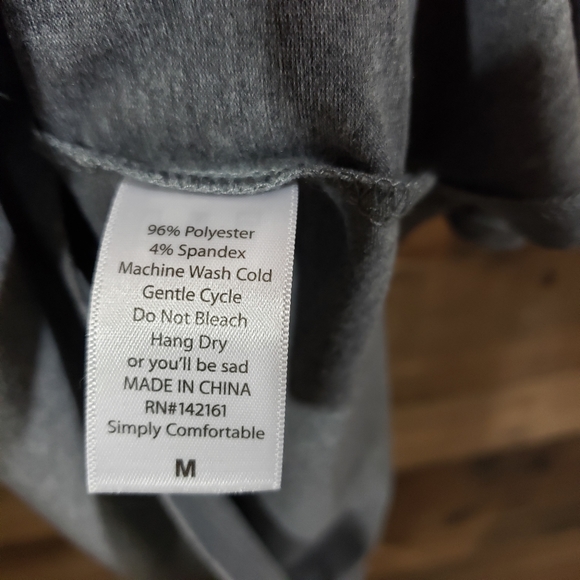 96% Polyester
4% Spandex
Machine Wash Cold
Gentle Cycle
Do Not Bleach
Hang Dry
or you'll be sad
MADE IN CHINA
RN#142161
Simply Comfortable
M